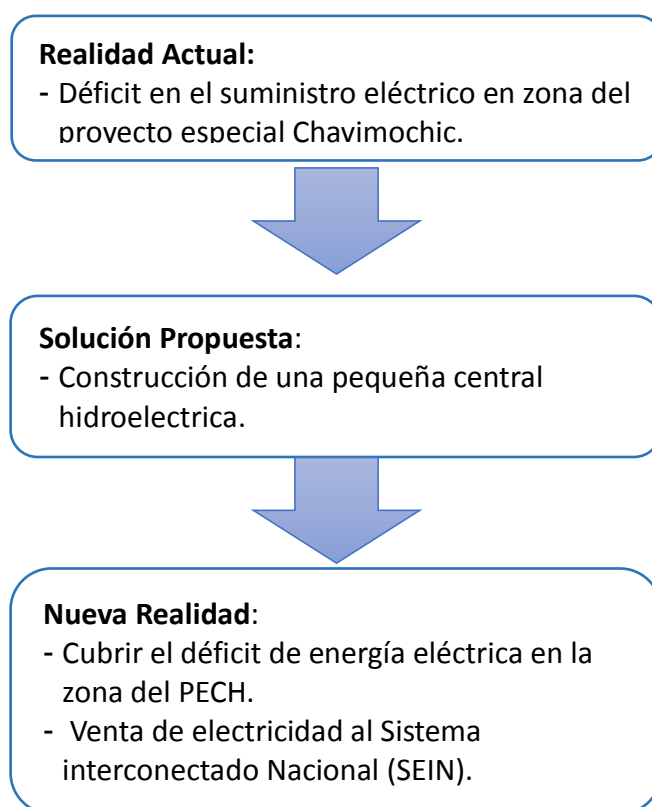 Realidad Actual:
- Déficit en el suministro eléctrico en zona del
proyecto especial Chavimochic.
Solución Propuesta:
- Construcción de una pequeña central
hidroelectrica.
Nueva Realidad:
- Cubrir el déficit de energía eléctrica en la
zona del PECH.
- Venta de electricidad al Sistema
interconectado Nacional (SEIN).